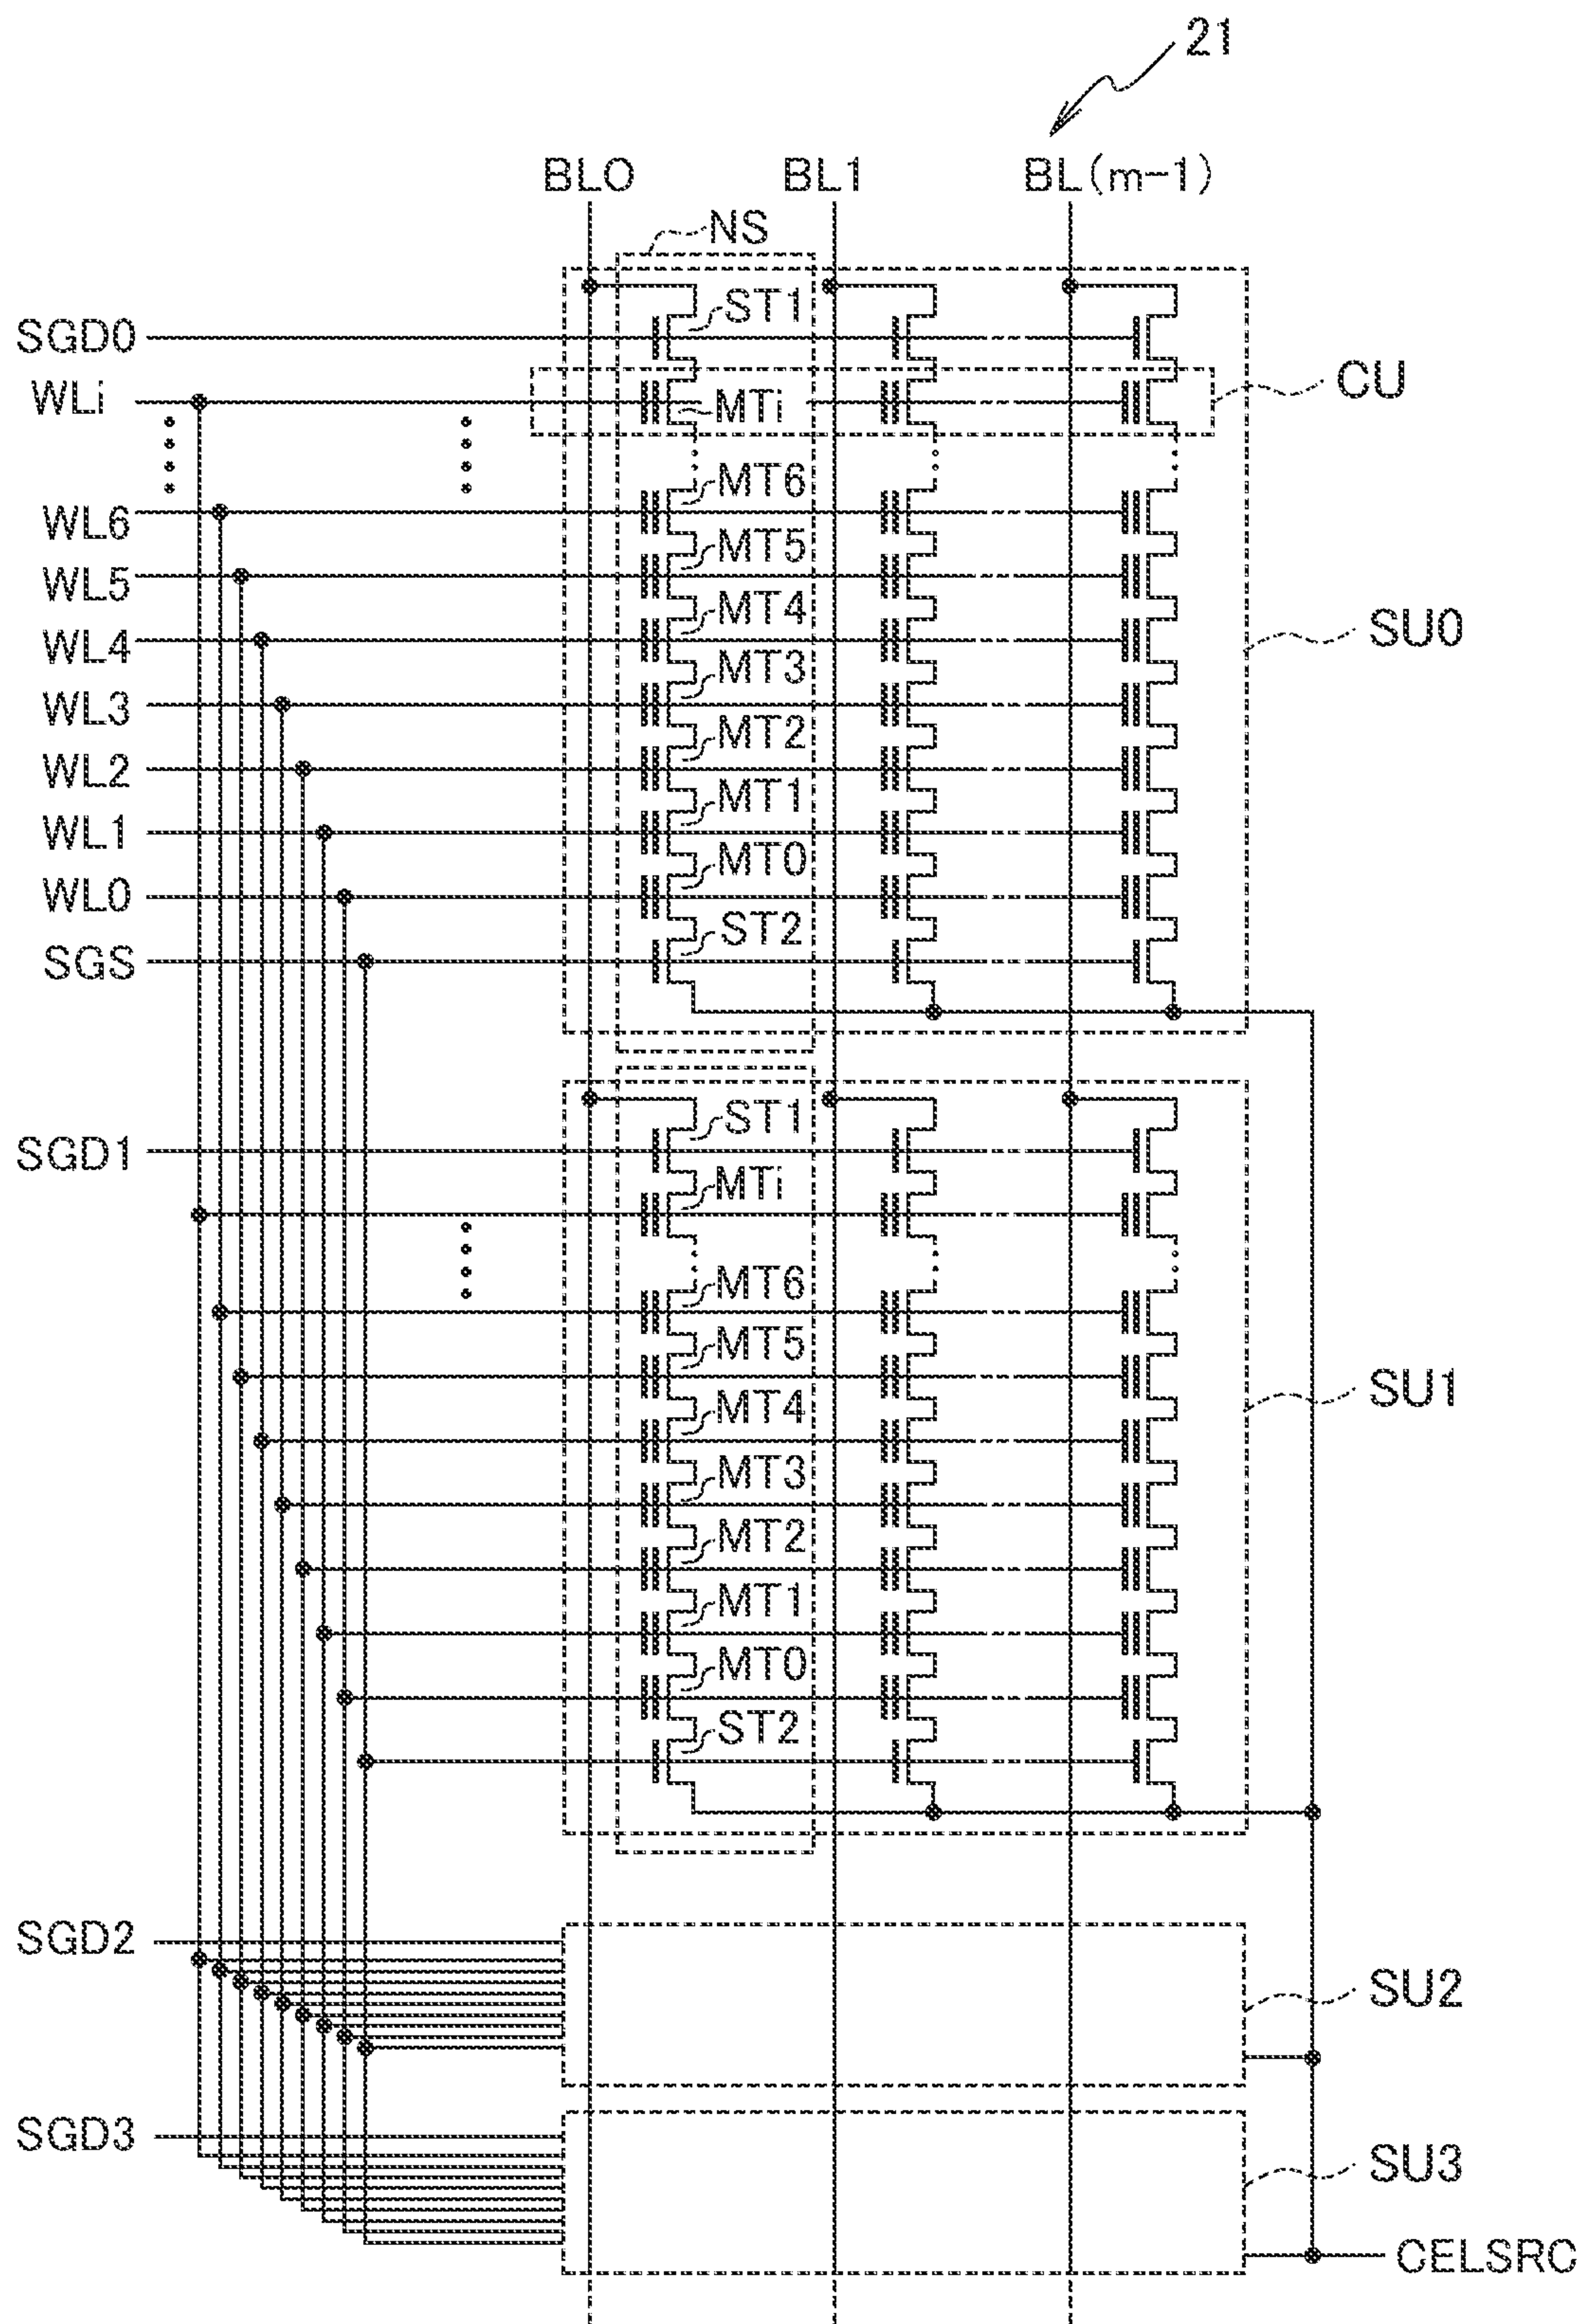 21
BL0 BL1 BL(m-1)
NS
ST1
SGD0
WLi MTi CU
MT6
WL6
MT5
WL5
MT4
WL4 SU0
MT3
WL3
MT2
WL2
MT1
WL1
MT0
WL0
ST2
SGS
ST1
SGD1
MTi
MT6
MT5
SU1
MT4
MT3
MT2
MT1
MT0
ST2
SGD2
SU2
SGD3
SU3
CELSRC